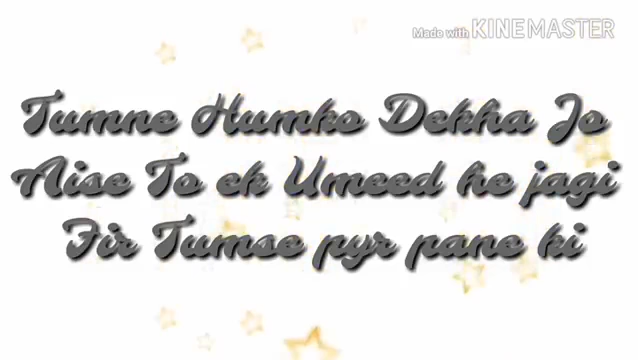 Made with KINEMASTER
Tumne Humko Dekha Jo
Aise To ek Umeed he jagi
Fir Tumse pyr pane ki